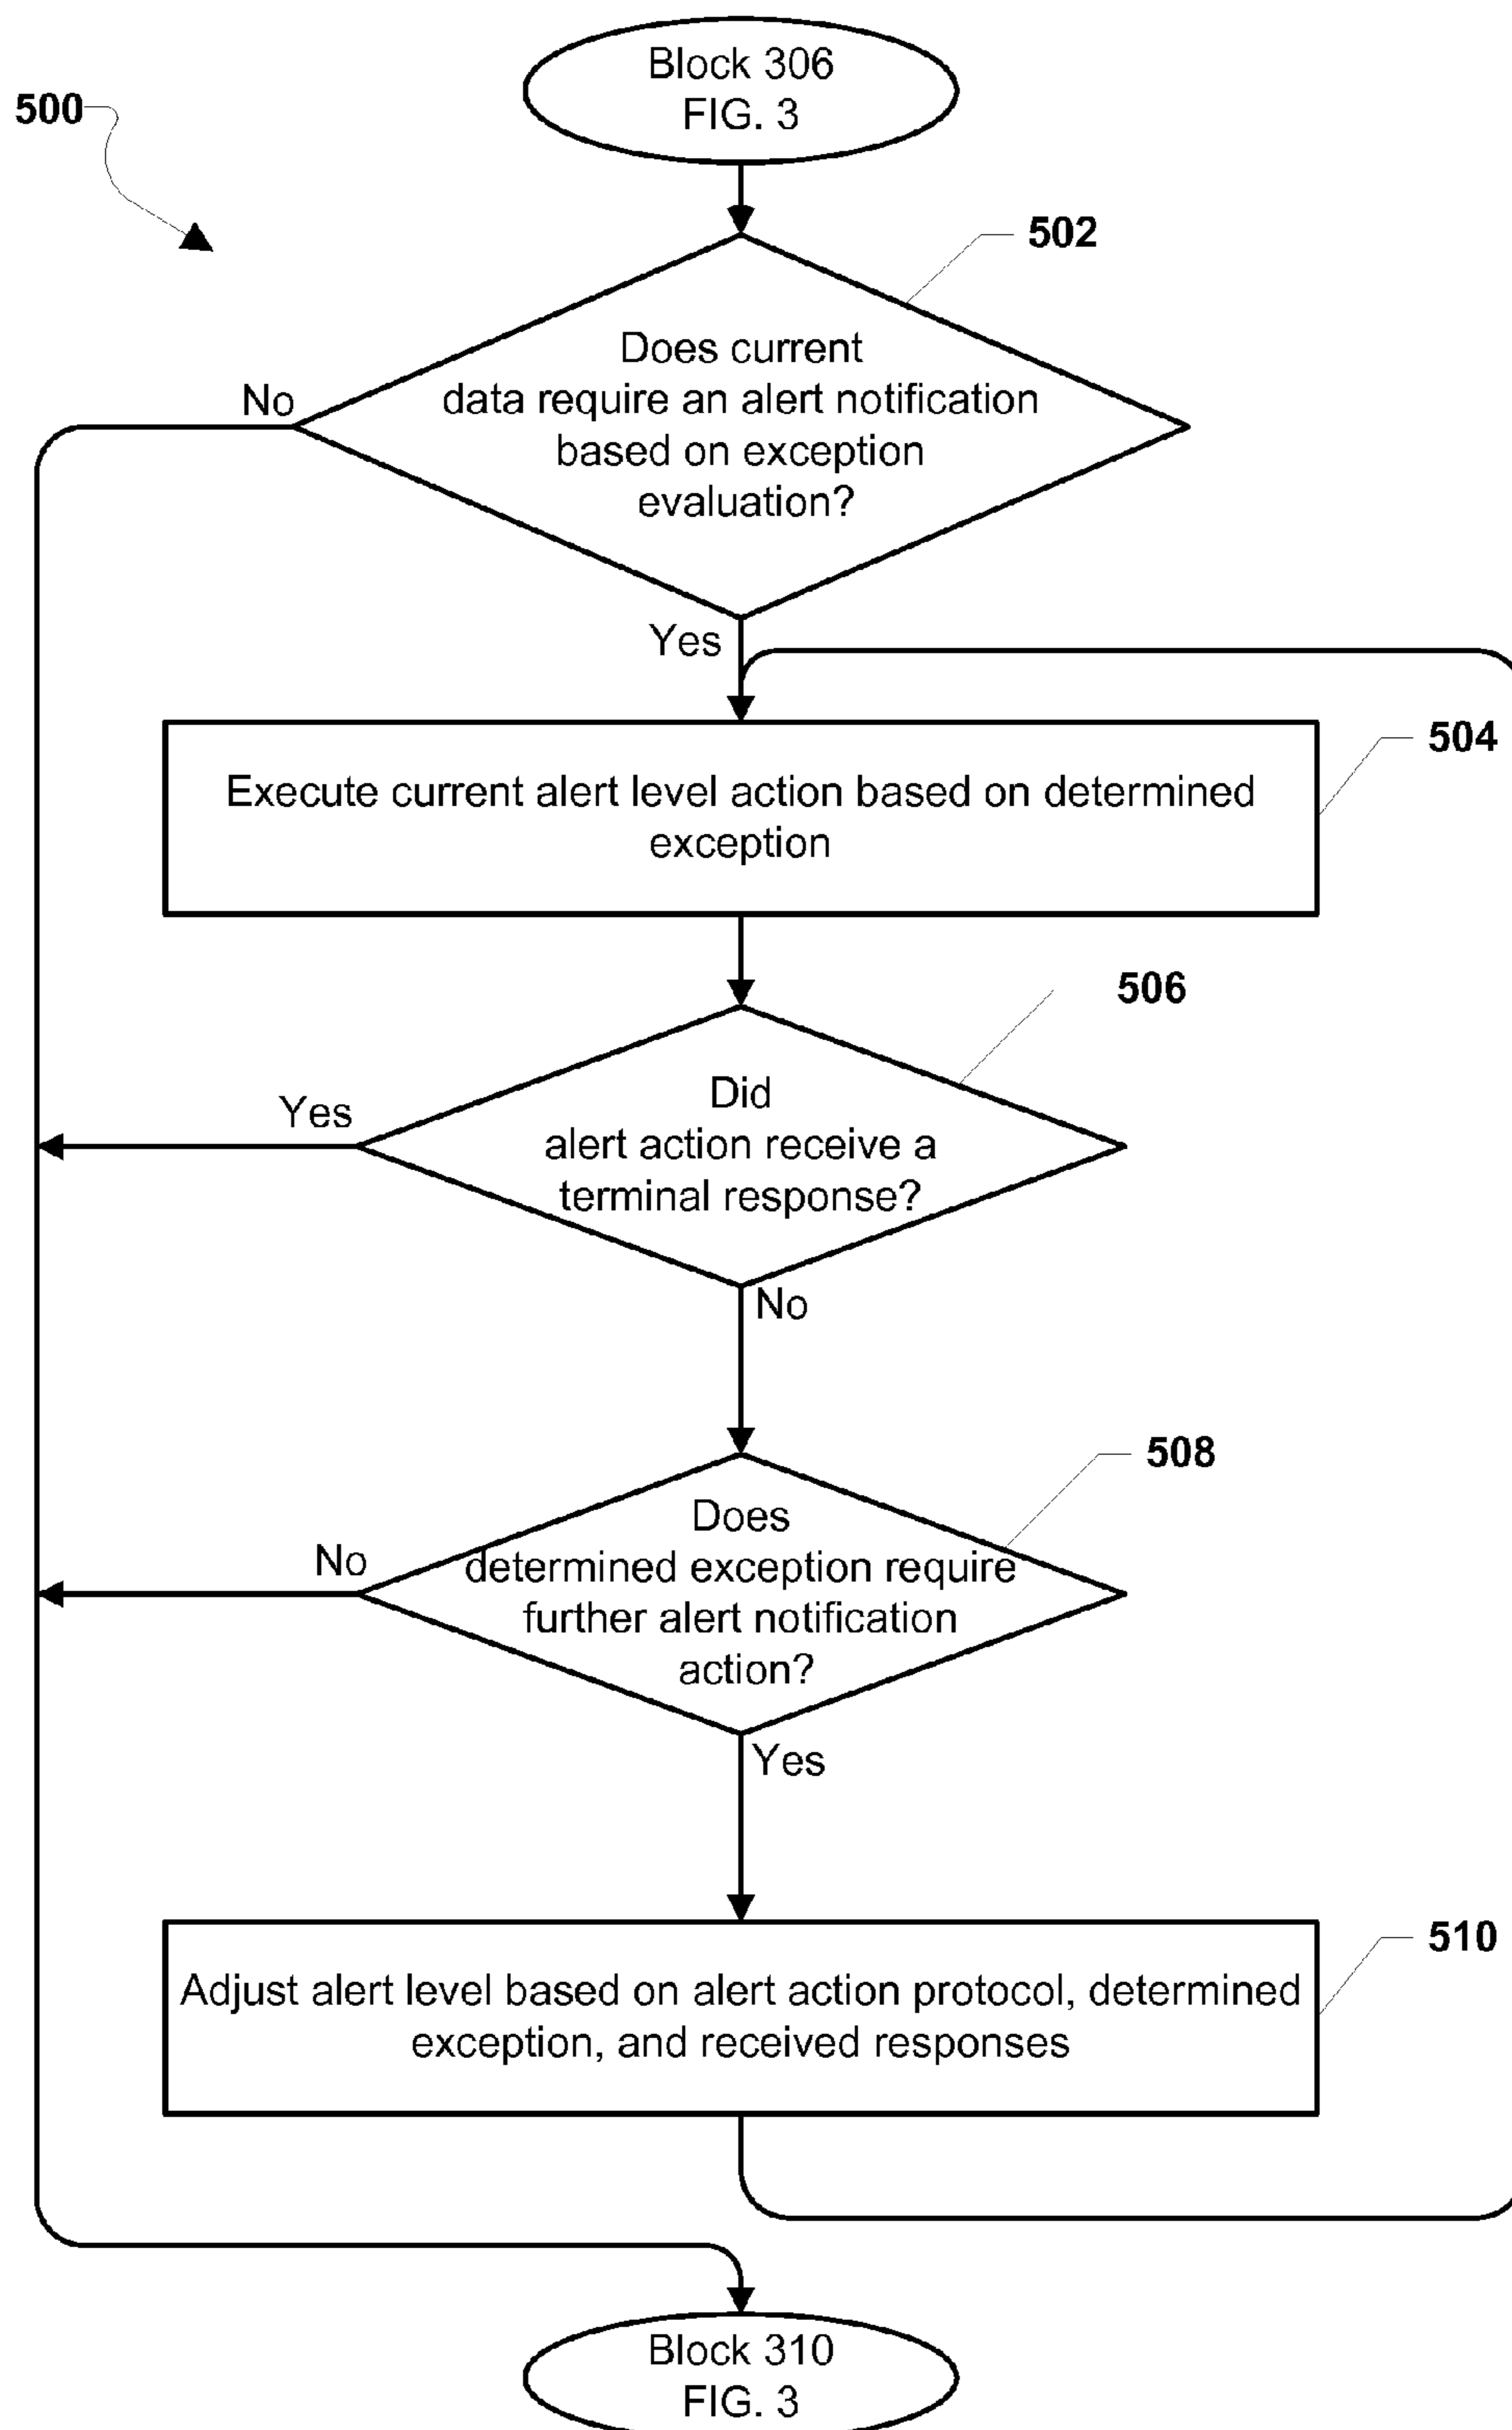 Block 306
FIG. 3
500
502
Does current
data require an alert notification
based on exception
evaluation?
No
Yes
504
Execute current alert level action based on determined
exception
506
Did
alert action receive a
terminal response?
Yes
No
508
Does
determined exception require
further alert notification
action?
No
Yes
510
Adjust alert level based on alert action protocol, determined
exception, and received responses
Block 310
FIG. 3